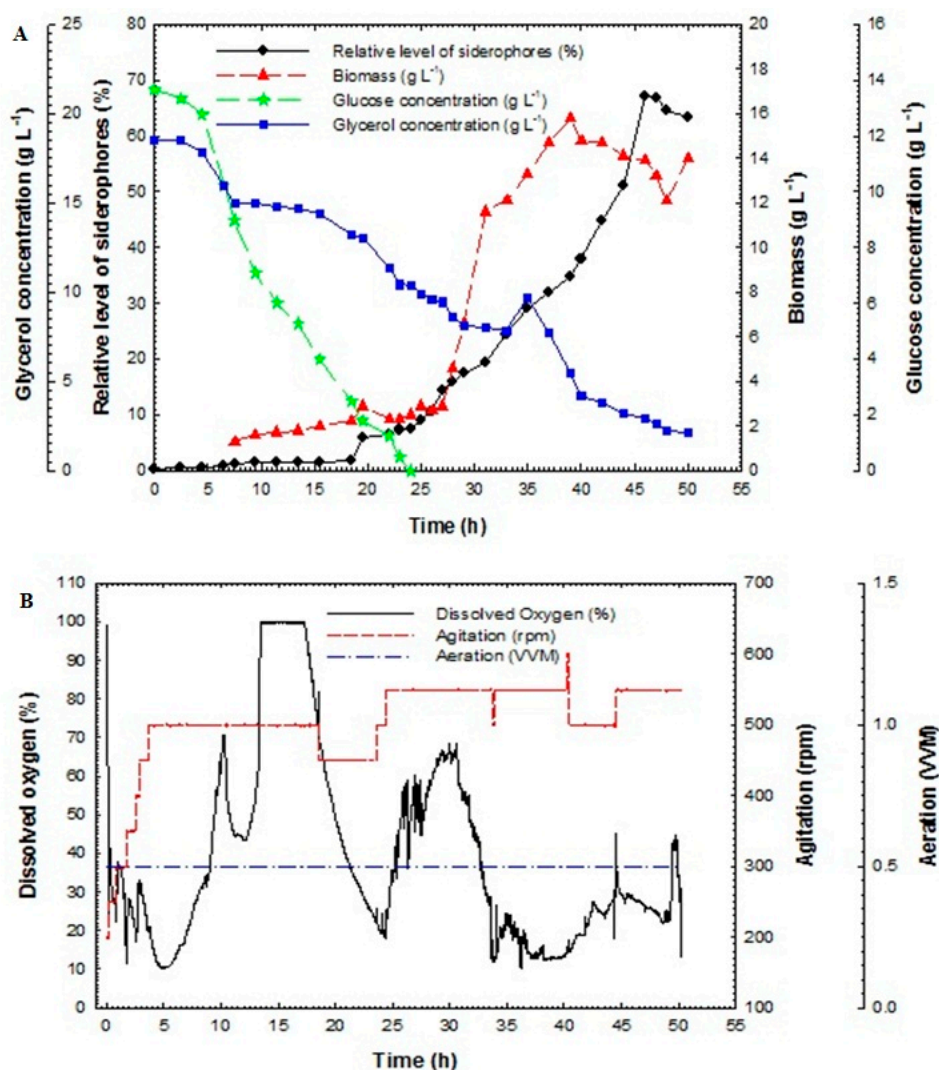 A
Glycerol concentration (g L⁻¹)
25
20
15
10
5
0
Relative level of siderophores (%)
80
70
60
50
40
30
20
10
0
Relative level of siderophores (%)
Biomass (g L⁻¹)
Glucose concentration (g L⁻¹)
Glycerol concentration (g L⁻¹)
20
18
16
14
12
10
8
6
4
2
0
Biomass (g L⁻¹)
16
14
12
10
8
6
4
2
0
Glucose concentration (g L⁻¹)
0 5 10 15 20 25 30 35 40 45 50 55
Time (h)
B
Dissolved oxygen (%)
110
100
90
80
70
60
50
40
30
20
10
0
Dissolved Oxygen (%)
Agitation (rpm)
Aeration (VVM)
700
600
500
400
300
200
100
Agitation (rpm)
1.5
1.0
0.5
0.0
Aeration (VVM)
0 5 10 15 20 25 30 35 40 45 50 55
Time (h)